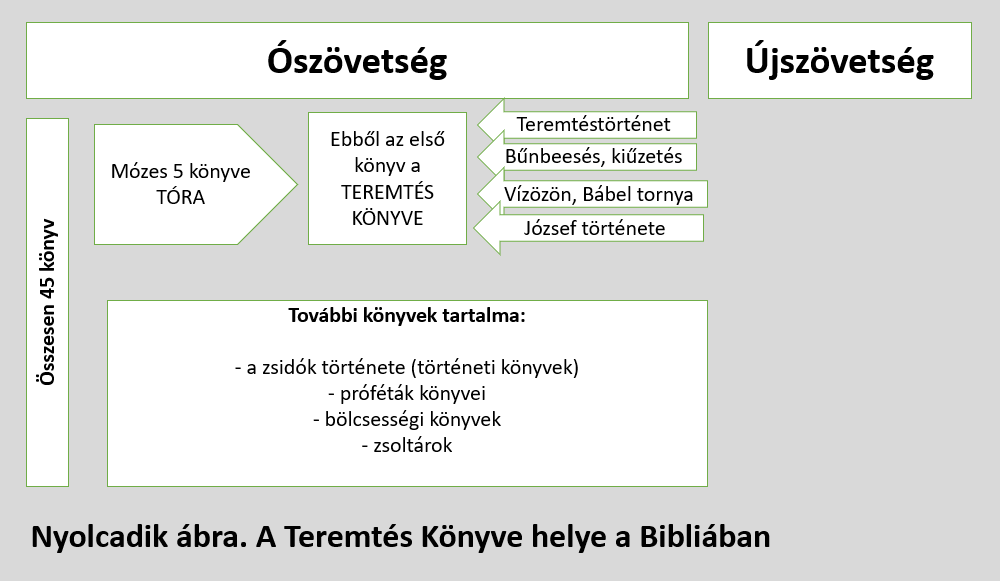 Ószövetség
Újszövetség
Összesen 45 könyv
Mózes 5 könyve
TÓRA
Ebből az első
könyv a
TEREMTÉS
KÖNYVE
Teremtéstörténet
Bűnbeesés, kiűzetés
Vízözön, Bábel tornya
József története
További könyvek tartalma:
- a zsidók története (történeti könyvek)
- próféták könyvei
- bölcsességi könyvek
- zsoltárok
Nyolcadik ábra. A Teremtés Könyve helye a Bibliában